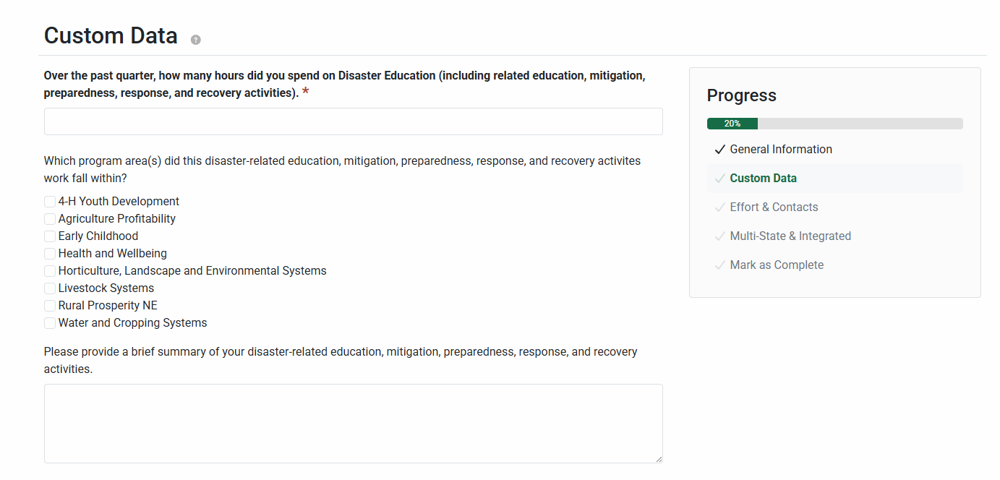 Custom Data ?
Over the past quarter, how many hours did you spend on Disaster Education (including related education, mitigation,
preparedness, response, and recovery activities). *
Which program area(s) did this disaster-related education, mitigation, preparedness, response, and recovery activites
work fall within?
4-H Youth Development
Agriculture Profitability
Early Childhood
Health and Wellbeing
Horticulture, Landscape and Environmental Systems
Livestock Systems
Rural Prosperity NE
Water and Cropping Systems
Please provide a brief summary of your disaster-related education, mitigation, preparedness, response, and recovery
activities.
Progress
20%
General Information
Custom Data
Effort & Contacts
Multi-State & Integrated
Mark as Complete